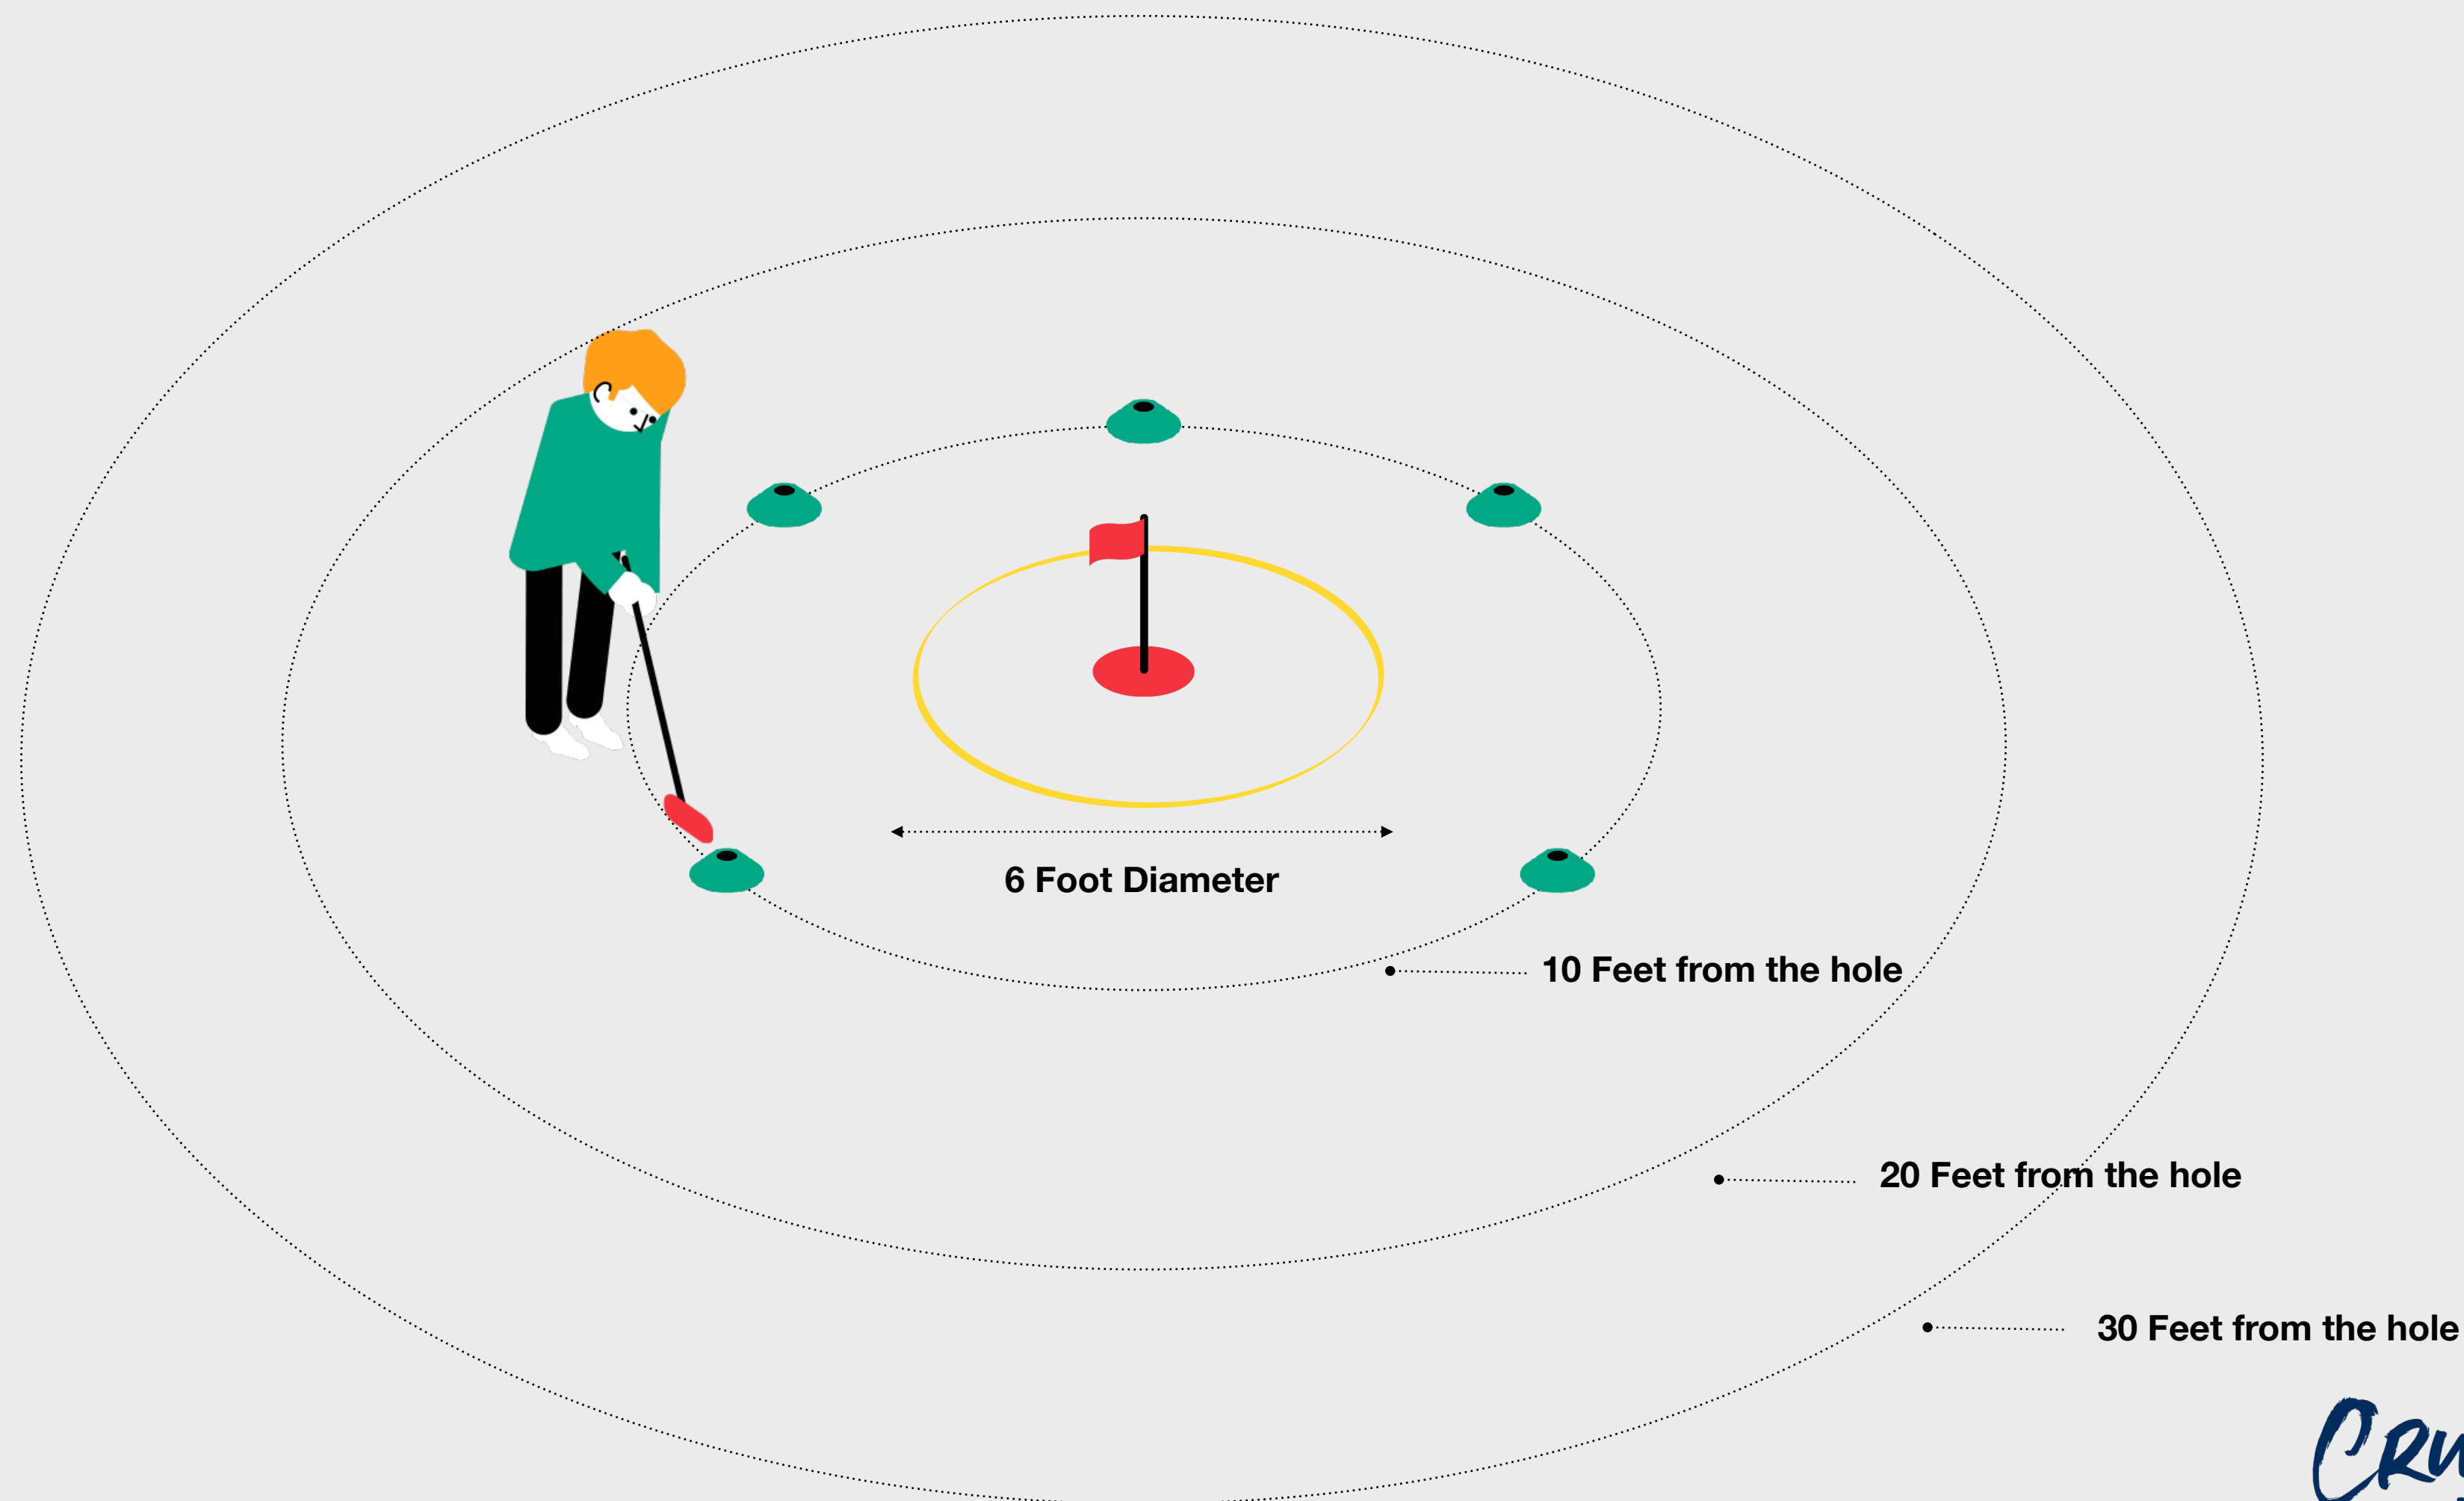 6 Foot Diameter
10 Feet from the hole
20 Feet from the hole
30 Feet from the hole